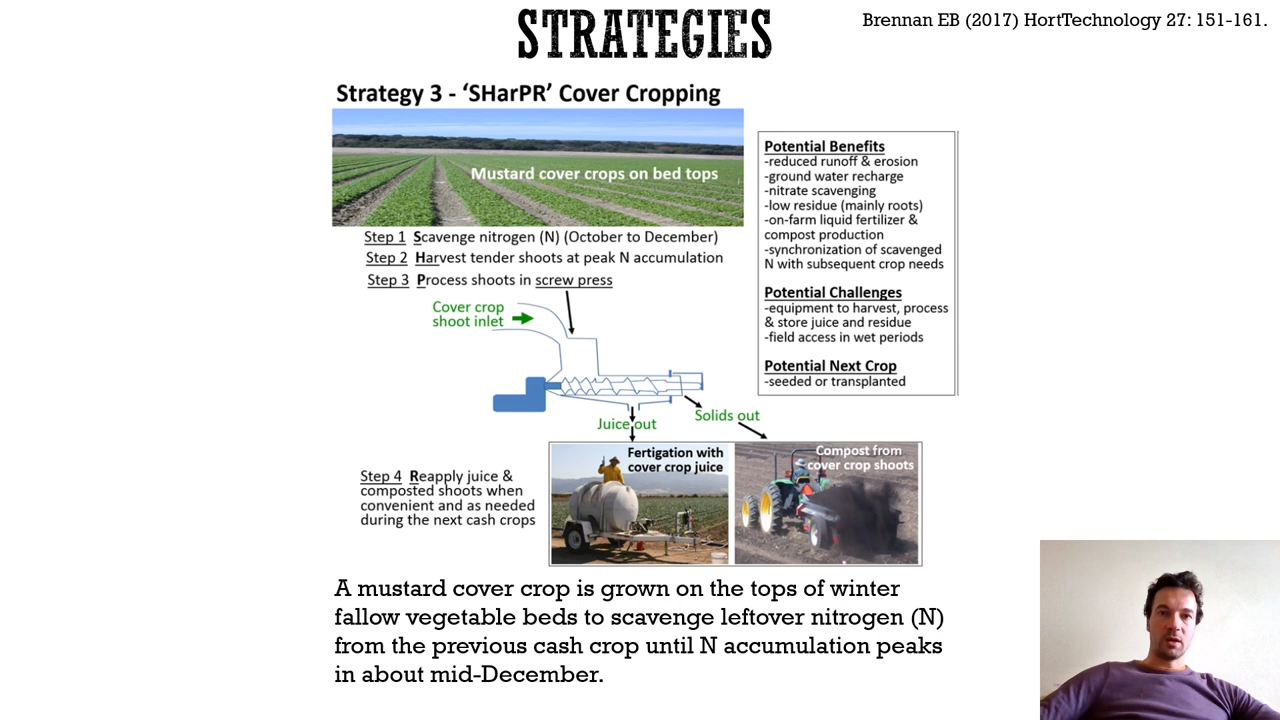 STRATEGIES
Brennan EB (2017) HortTechnology 27: 151-161.
Strategy 3 - ‘SHarPR’ Cover Cropping
Mustard cover crops on bed tops
Step 1 Scavenge nitrogen (N) (October to December)
Step 2 Harvest tender shoots at peak N accumulation
Step 3 Process shoots in screw press
Cover crop
shoot inlet
Juice out
Solids out
Fertigation with
cover crop juice
Compost from
cover crop shoots
Step 4 Reapply juice &
composted shoots when
convenient and as needed
during the next cash crops
Potential Benefits
-reduced runoff & erosion
-ground water recharge
-nitrate scavenging
-low residue (mainly roots)
-on-farm liquid fertilizer &
compost production
-synchronization of scavenged
N with subsequent crop needs
Potential Challenges
-equipment to harvest, process
& store juice and residue
-field access in wet periods
Potential Next Crop
-seeded or transplanted
A mustard cover crop is grown on the tops of winter
fallow vegetable beds to scavenge leftover nitrogen (N)
from the previous cash crop until N accumulation peaks
in about mid-December.